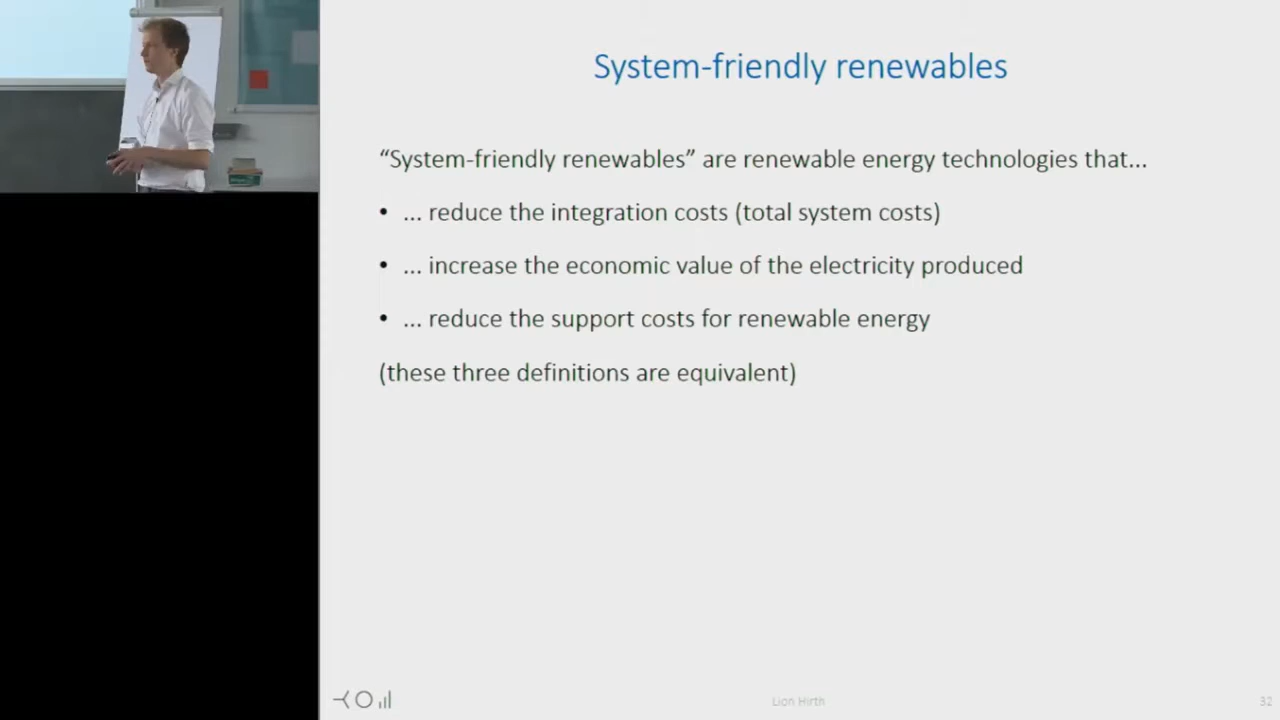 System-friendly renewables
“System-friendly renewables” are renewable energy technologies that...
• ... reduce the integration costs (total system costs)
• ... increase the economic value of the electricity produced
• ... reduce the support costs for renewable energy
(these three definitions are equivalent)
Lion Hirth
32